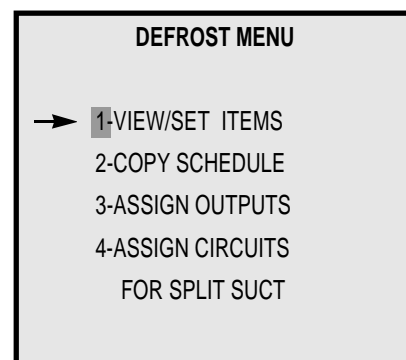 DEFROST MENU
1-VIEW/SET ITEMS
2-COPY SCHEDULE
3-ASSIGN OUTPUTS
4-ASSIGN CIRCUITS
FOR SPLIT SUCT